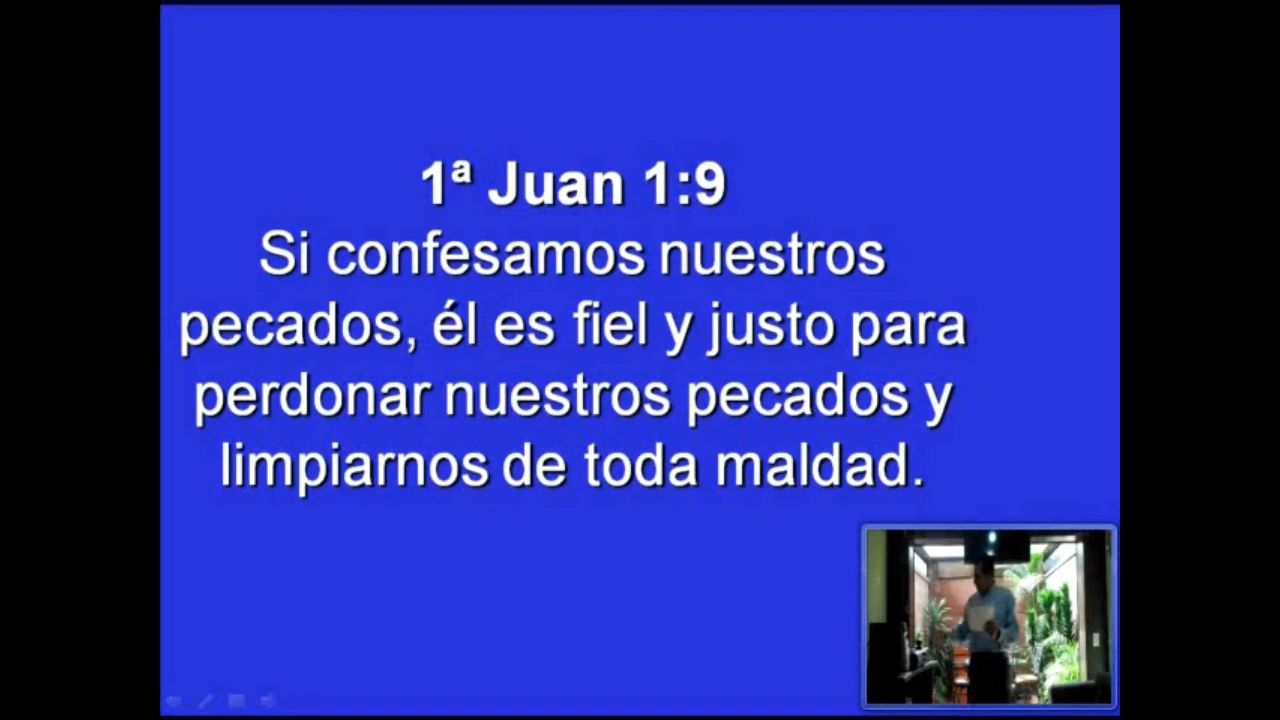 1ª Juan 1:9
Si confesamos nuestros
pecados, él es fiel y justo para
perdonar nuestros pecados y
limpiarnos de toda maldad.